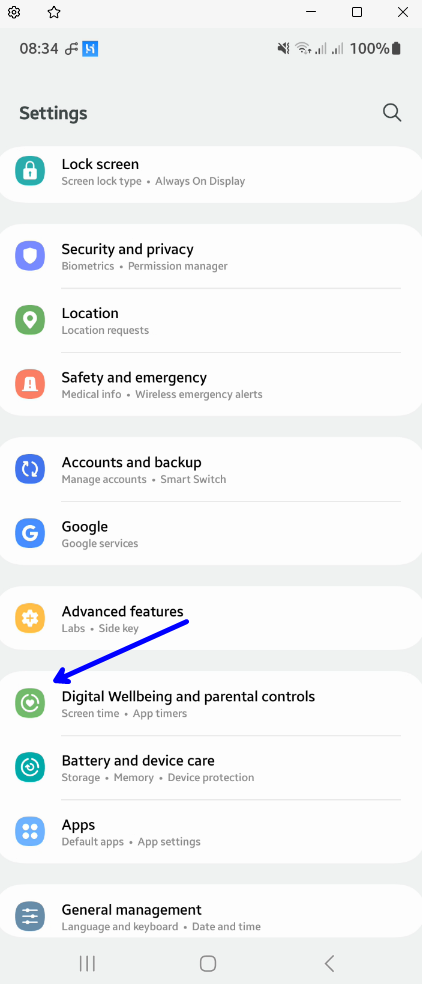 08:34
100%
Settings
Lock screen
Screen lock type • Always On Display
Security and privacy
Biometrics • Permission manager
Location
Location requests
Safety and emergency
Medical info • Wireless emergency alerts
Accounts and backup
Manage accounts • Smart Switch
Google
Google services
Advanced features
Labs • Side key
Digital Wellbeing and parental controls
Screen time • App timers
Battery and device care
Storage • Memory • Device protection
Apps
Default apps • App settings
General management
Language and keyboard • Date and time